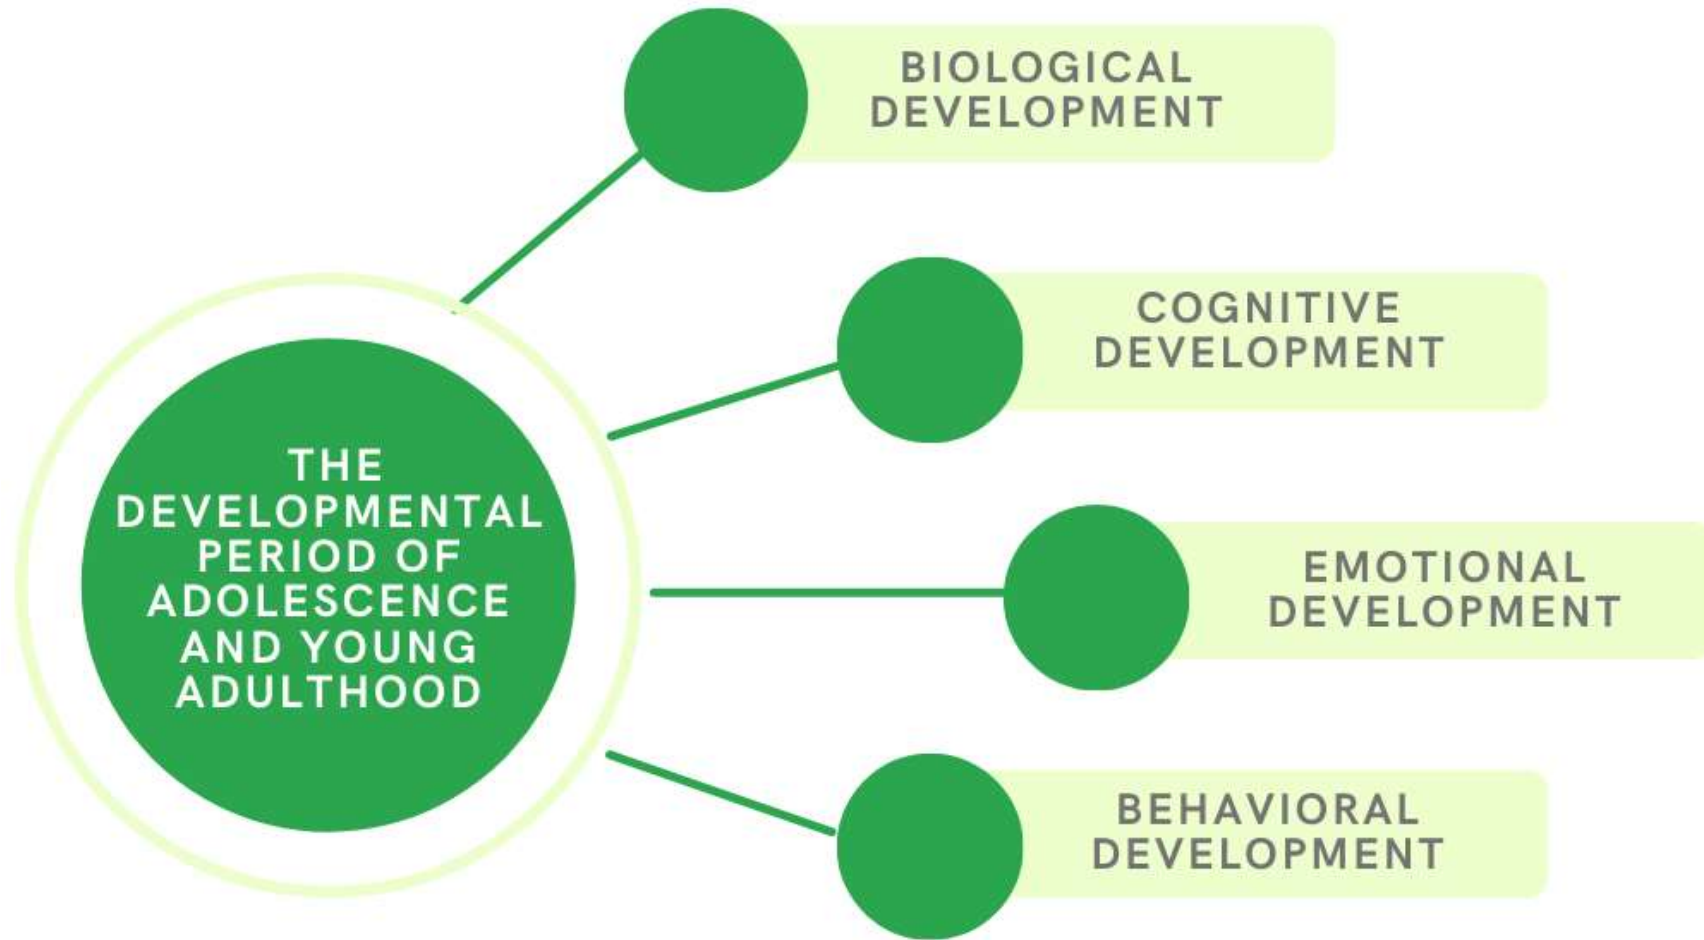 THE
DEVELOPMENTAL
PERIOD OF
ADOLESCENCE
AND YOUNG
ADULTHOOD
BIOLOGICAL
DEVELOPMENT
COGNITIVE
DEVELOPMENT
EMOTIONAL
DEVELOPMENT
BEHAVIORAL
DEVELOPMENT